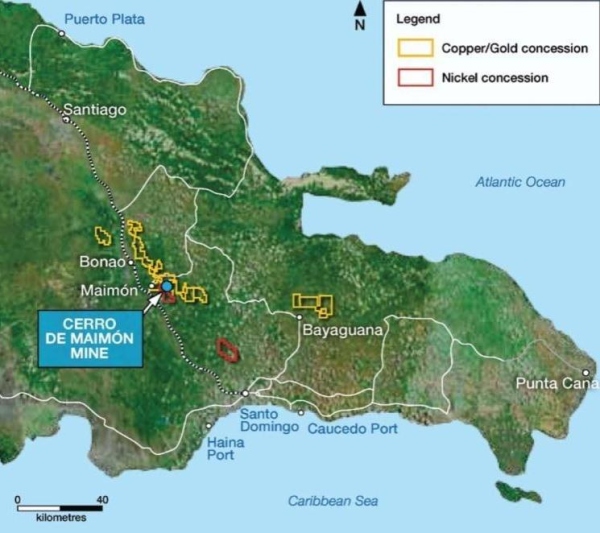 Puerto Plata
N
Legend
Copper/Gold concession
Nickel concession
Santiago
Atlantic Ocean
Bonao
Maimón
CERRO
DE MAIMÓN
MINE
Bayaguana
Punta Cana
Santo
Domingo
Caucedo Port
Haina
Port
Caribbean Sea
0 40
kilometres